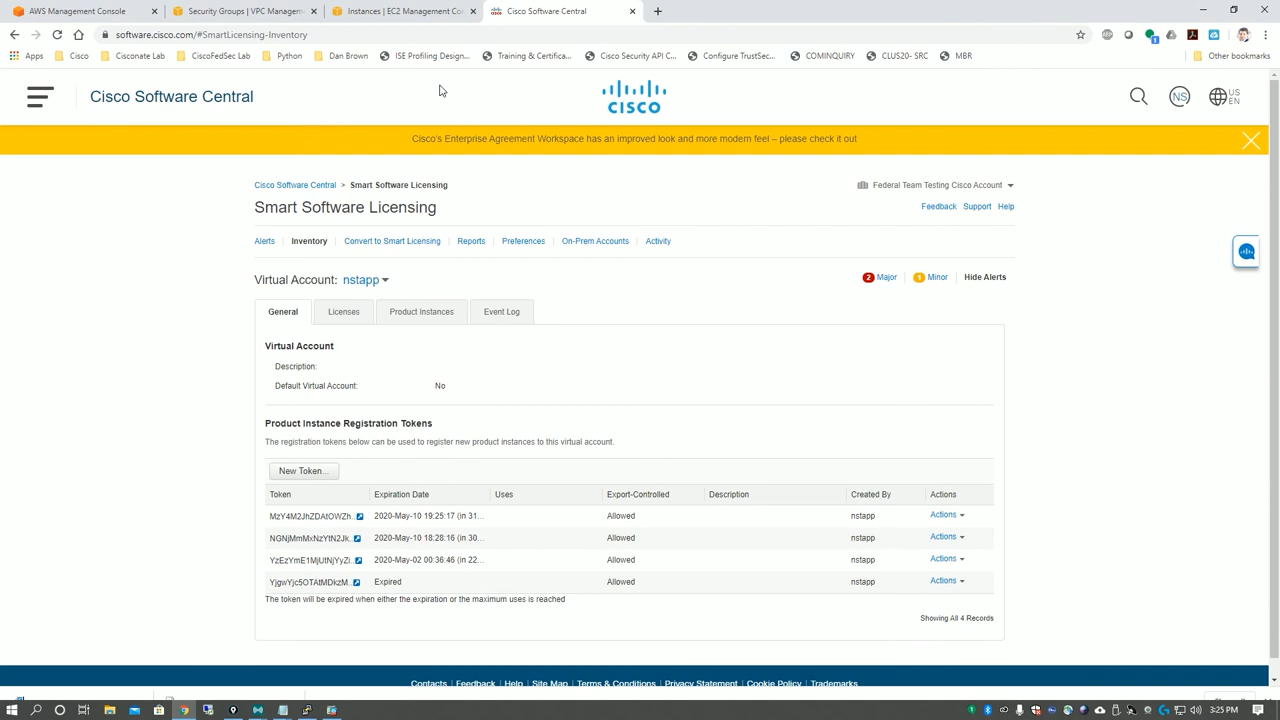 AWS Management Console
Security Groups | VPC Manageme
Instances | EC2 Management Co
Cisco Software Central
software.cisco.com/#SmartLicensing-Inventory
Apps
Cisco
Cisconate Lab
CiscoFedSec Lab
Python
Dan Brown
ISE Profiling Design...
Training & Certifica...
Cisco Security API C...
Configure TrustSec...
COMINQUIRY
CLUS20- SRC
MBR
Other bookmarks
Cisco Software Central
CISCO
NS
US
EN
Cisco's Enterprise Agreement Workspace has an improved look and more modern feel – please check it out
Cisco Software Central > Smart Software Licensing
Federal Team Testing Cisco Account
Smart Software Licensing
Feedback Support Help
Alerts Inventory Convert to Smart Licensing Reports Preferences On-Prem Accounts Activity
Virtual Account: nstapp
2 Major 1 Minor Hide Alerts
General Licenses Product Instances Event Log
Virtual Account
Description:
Default Virtual Account: No
Product Instance Registration Tokens
The registration tokens below can be used to register new product instances to this virtual account.
New Token...
Token Expiration Date Uses Export-Controlled Description Created By Actions
MzY4M2JhZDAtOWZh.. 2020-May-10 19:25:17 (in 31... Allowed nstapp Actions
NGNjMmMxNzYtN2Jk.. 2020-May-10 18:28:16 (in 30... Allowed nstapp Actions
YzEzYmE1MjUtNjYyZi.. 2020-May-02 00:36:46 (in 22... Allowed nstapp Actions
YjgwYjc5OTAtMDkzM.. Expired Allowed nstapp Actions
The token will be expired when either the expiration or the maximum uses is reached
Showing All 4 Records
Contacts | Feedback | Help | Site Map | Terms & Conditions | Privacy Statement | Cookie Policy | Trademarks
3:25 PM